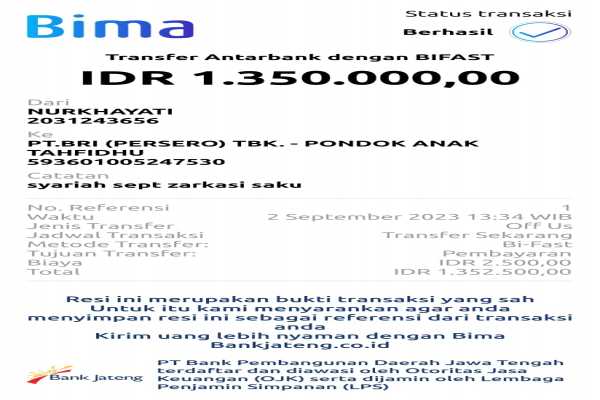 Bima
Status transaksi
Berhasil
Transfer Antarbank dengan BIFAST
IDR 1.350.000,00
Dari
NURKHAYATI
2031243656
Ke
PT.BRI (PERSERO) TBK. - PONDOK ANAK
TAHFIDHU
593601005247530
Catatan
syariah sept zarkasi saku
No. Referensi 1
Waktu 2 September 2023 13:34 WIB
Jenis Transfer Off Us
Jadwal Transaksi Transfer Sekarang
Metode Transfer: Bi-Fast
Tujuan Transfer: Pembayaran
Biaya IDR 2.500,00
Total IDR 1.352.500,00
Resi ini merupakan bukti transaksi yang sah
Untuk itu kami menyarankan agar anda
menyimpan resi ini sebagai referensi dari transaksi
anda
Kirim uang lebih nyaman dengan Bima
Bankjateng.co.id
Bank Jateng
PT Bank Pembangunan Daerah Jawa Tengah
terdaftar dan diawasi oleh Otoritas Jasa
Keuangan (OJK) serta dijamin oleh Lembaga
Penjamin Simpanan (LPS)